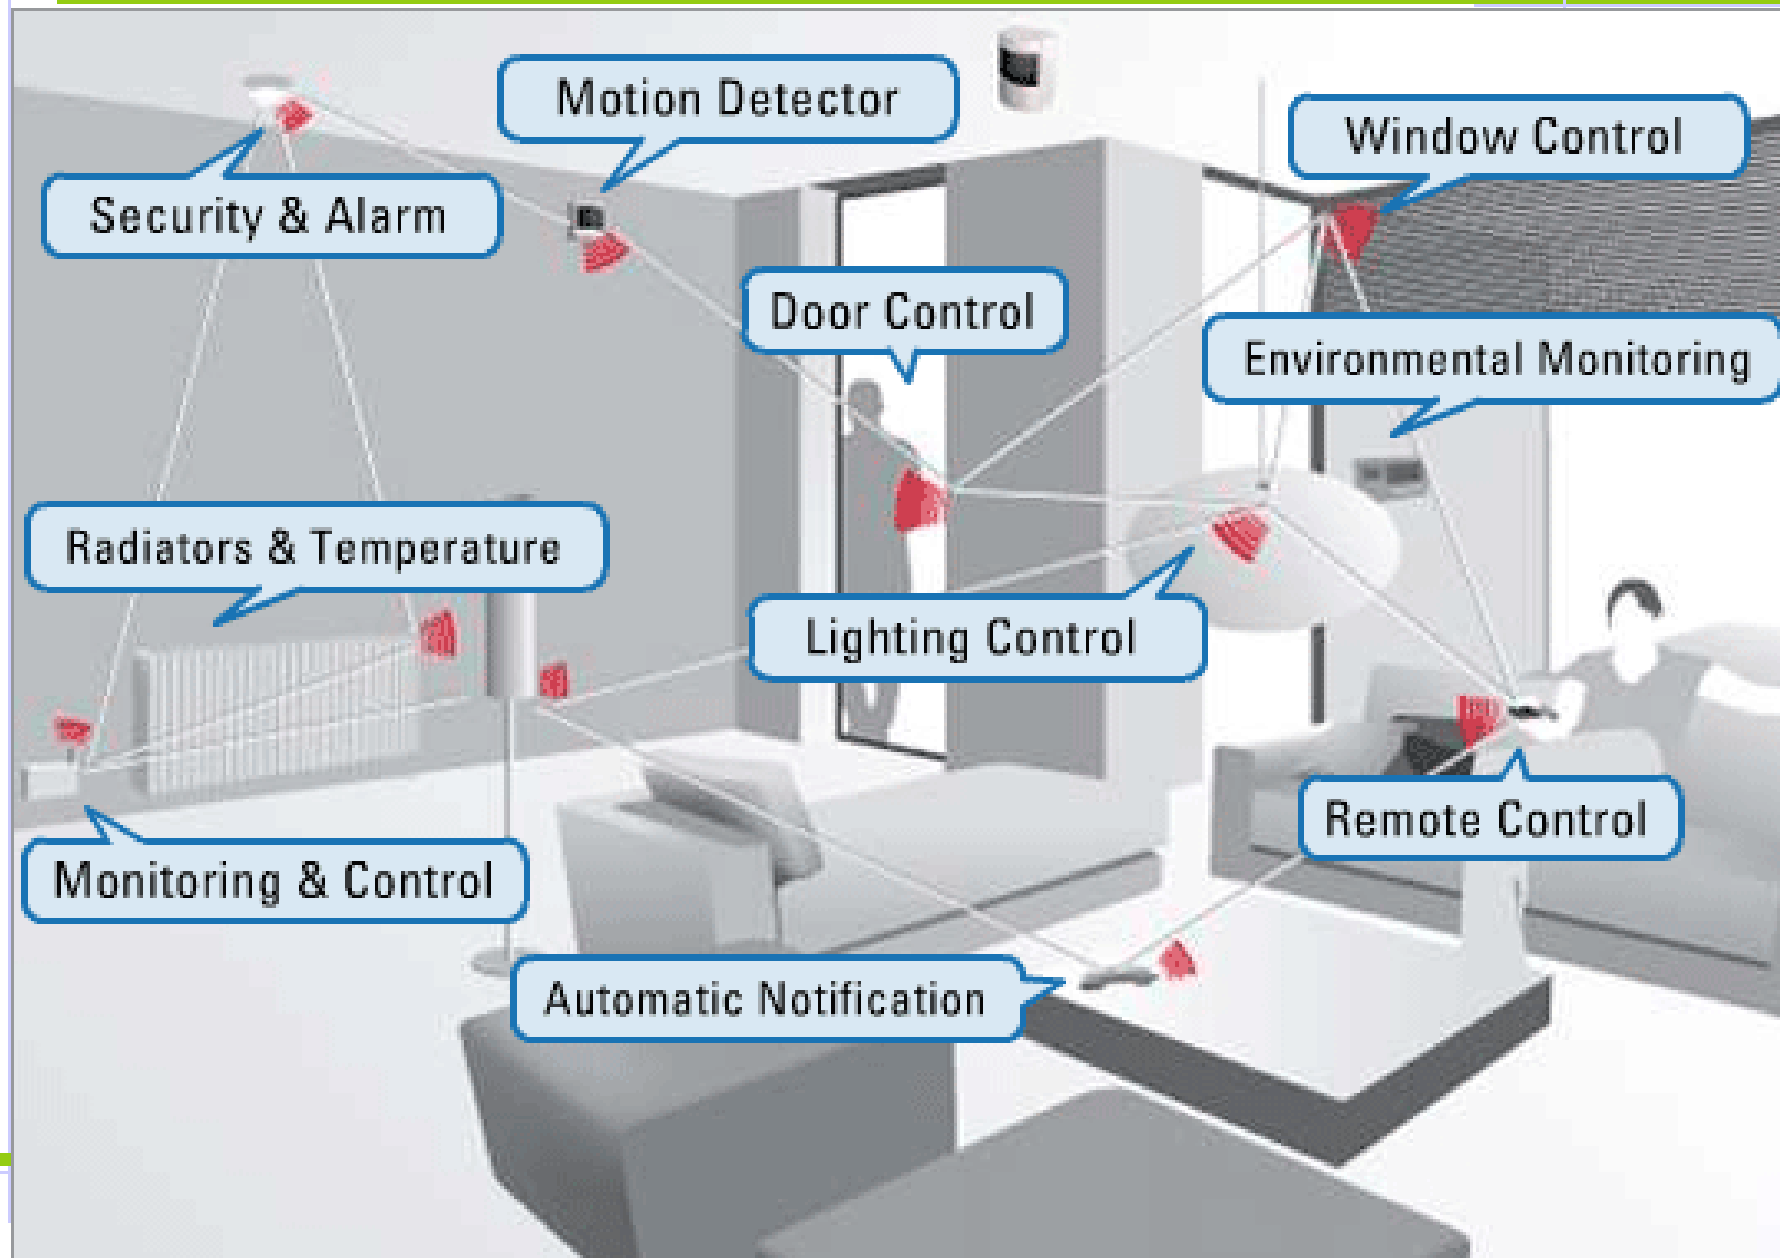 Motion Detector
Window Control
Security & Alarm
Door Control
Environmental Monitoring
Radiators & Temperature
Lighting Control
Remote Control
Monitoring & Control
Automatic Notification